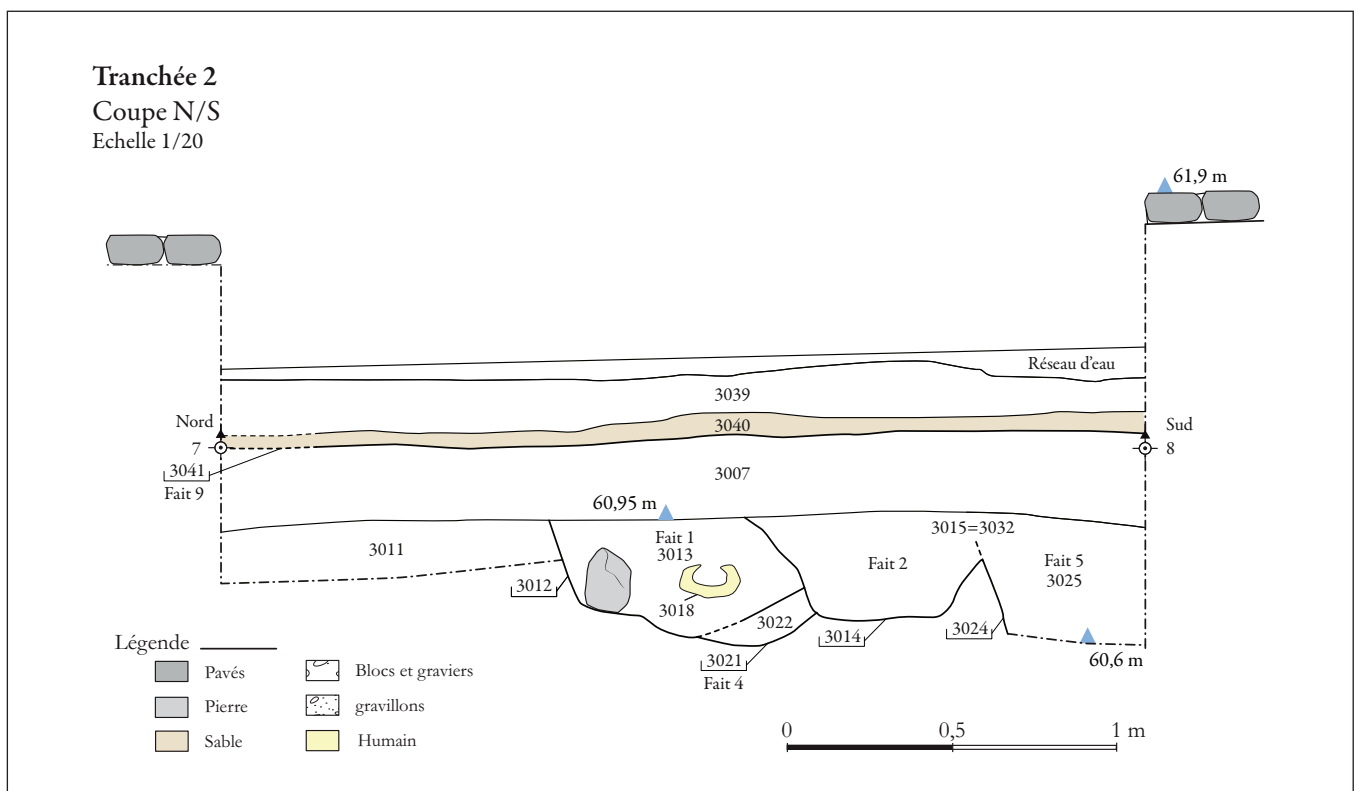 Tranchée 2
Coupe N/S
Echelle 1/20
61,9 m
Réseau d'eau
3039
Nord
3040
Sud
7
8
3041
Fait 9
3007
60,95 m
3011
Fait 1
3013
3015=3032
Fait 2
Fait 5
3025
3012
3018
3022
3014
3024
3021
Fait 4
60,6 m
Légende
Pavés
Blocs et graviers
Pierre
gravillons
Sable
Humain
0
0,5
1 m